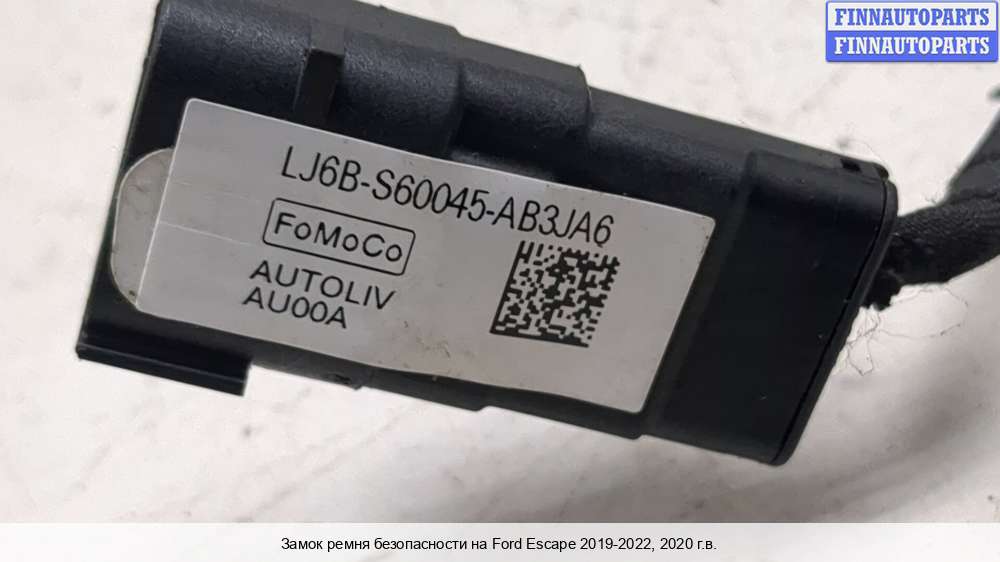 FINNAUTOPARTS
FINNAUTOPARTS
LJ6B-S60045-AB3JA6
FoMoCo
AUTOLIV
AU00A
Замок ремня безопасности на Ford Escape 2019-2022, 2020 г.в.